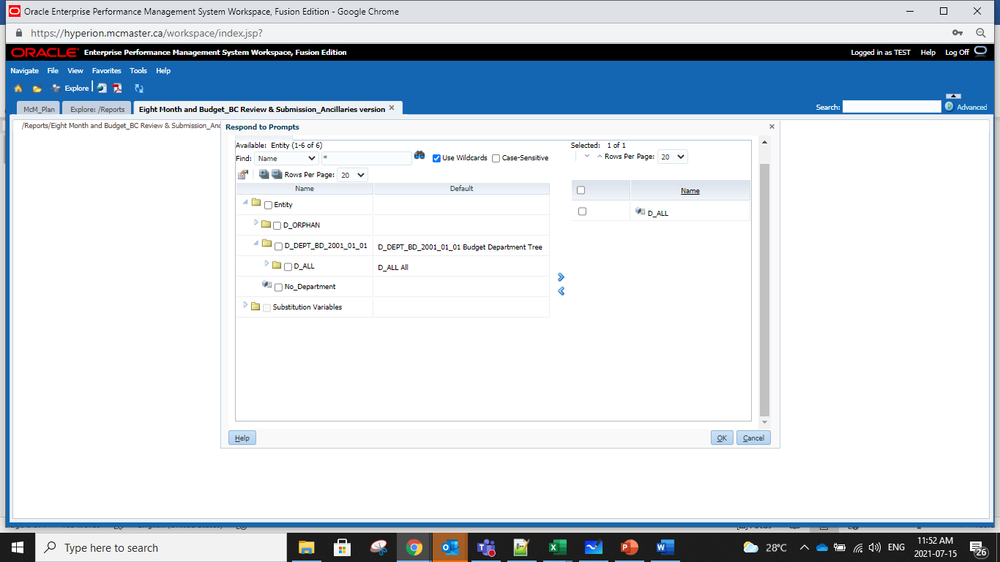 Oracle Enterprise Performance Management System Workspace, Fusion Edition - Google Chrome
https://hyperion.mcmaster.ca/workspace/index.jsp?
ORACLE Enterprise Performance Management System Workspace, Fusion Edition
Logged in as TEST Help Log Off
Navigate File View Favorites Tools Help
Explore
McM_Plan Explore: /Reports Eight Month and Budget_BC Review & Submission_Ancillaries version
Search: Advanced
/Reports/Eight Month and Budget_BC Review & Submission_Anc
Respond to Prompts
Available: Entity (1-6 of 6)
Selected: 1 of 1
Find: Name * Use Wildcards Case-Sensitive
Rows Per Page: 20
Rows Per Page: 20
Name Default
Name
Entity
D_ALL
D_ORPHAN
D_DEPT_BD_2001_01_01 D_DEPT_BD_2001_01_01 Budget Department Tree
D_ALL D_ALL All
No_Department
Substitution Variables
Help OK Cancel
Type here to search
28°C ENG
11:52 AM
2021-07-15
26